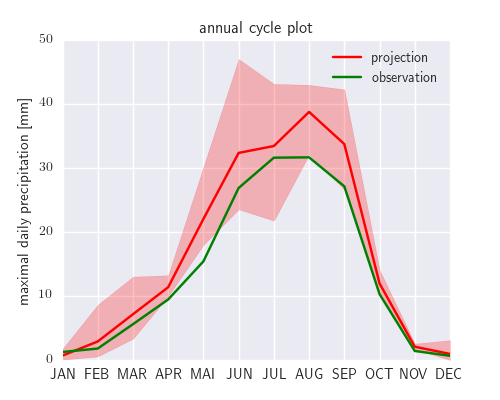 annual cycle plot
projection
observation
maximal daily precipitation [mm]
50
40
30
20
10
0
JAN FEB MAR APR MAI JUN JUL AUG SEP OCT NOV DEC